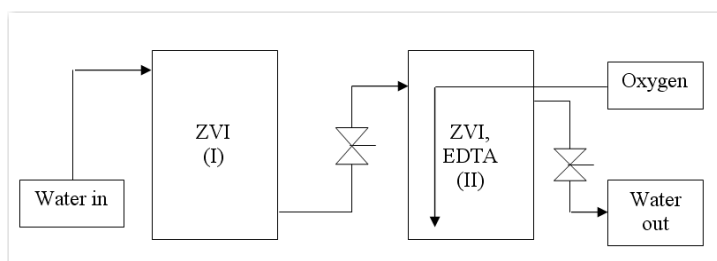 Water in
ZVI
(I)
ZVI,
EDTA
(II)
Oxygen
Water
out